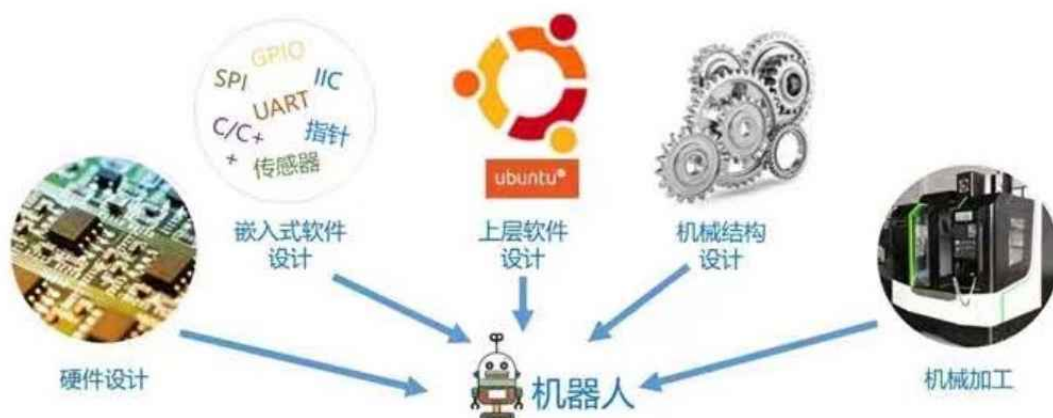 GPIO
SPI
IIC
UART
C/C+
+
指针
传感器
ubuntu®
嵌入式软件
设计
上层软件
设计
机械结构
设计
硬件设计
机械加工
机器人